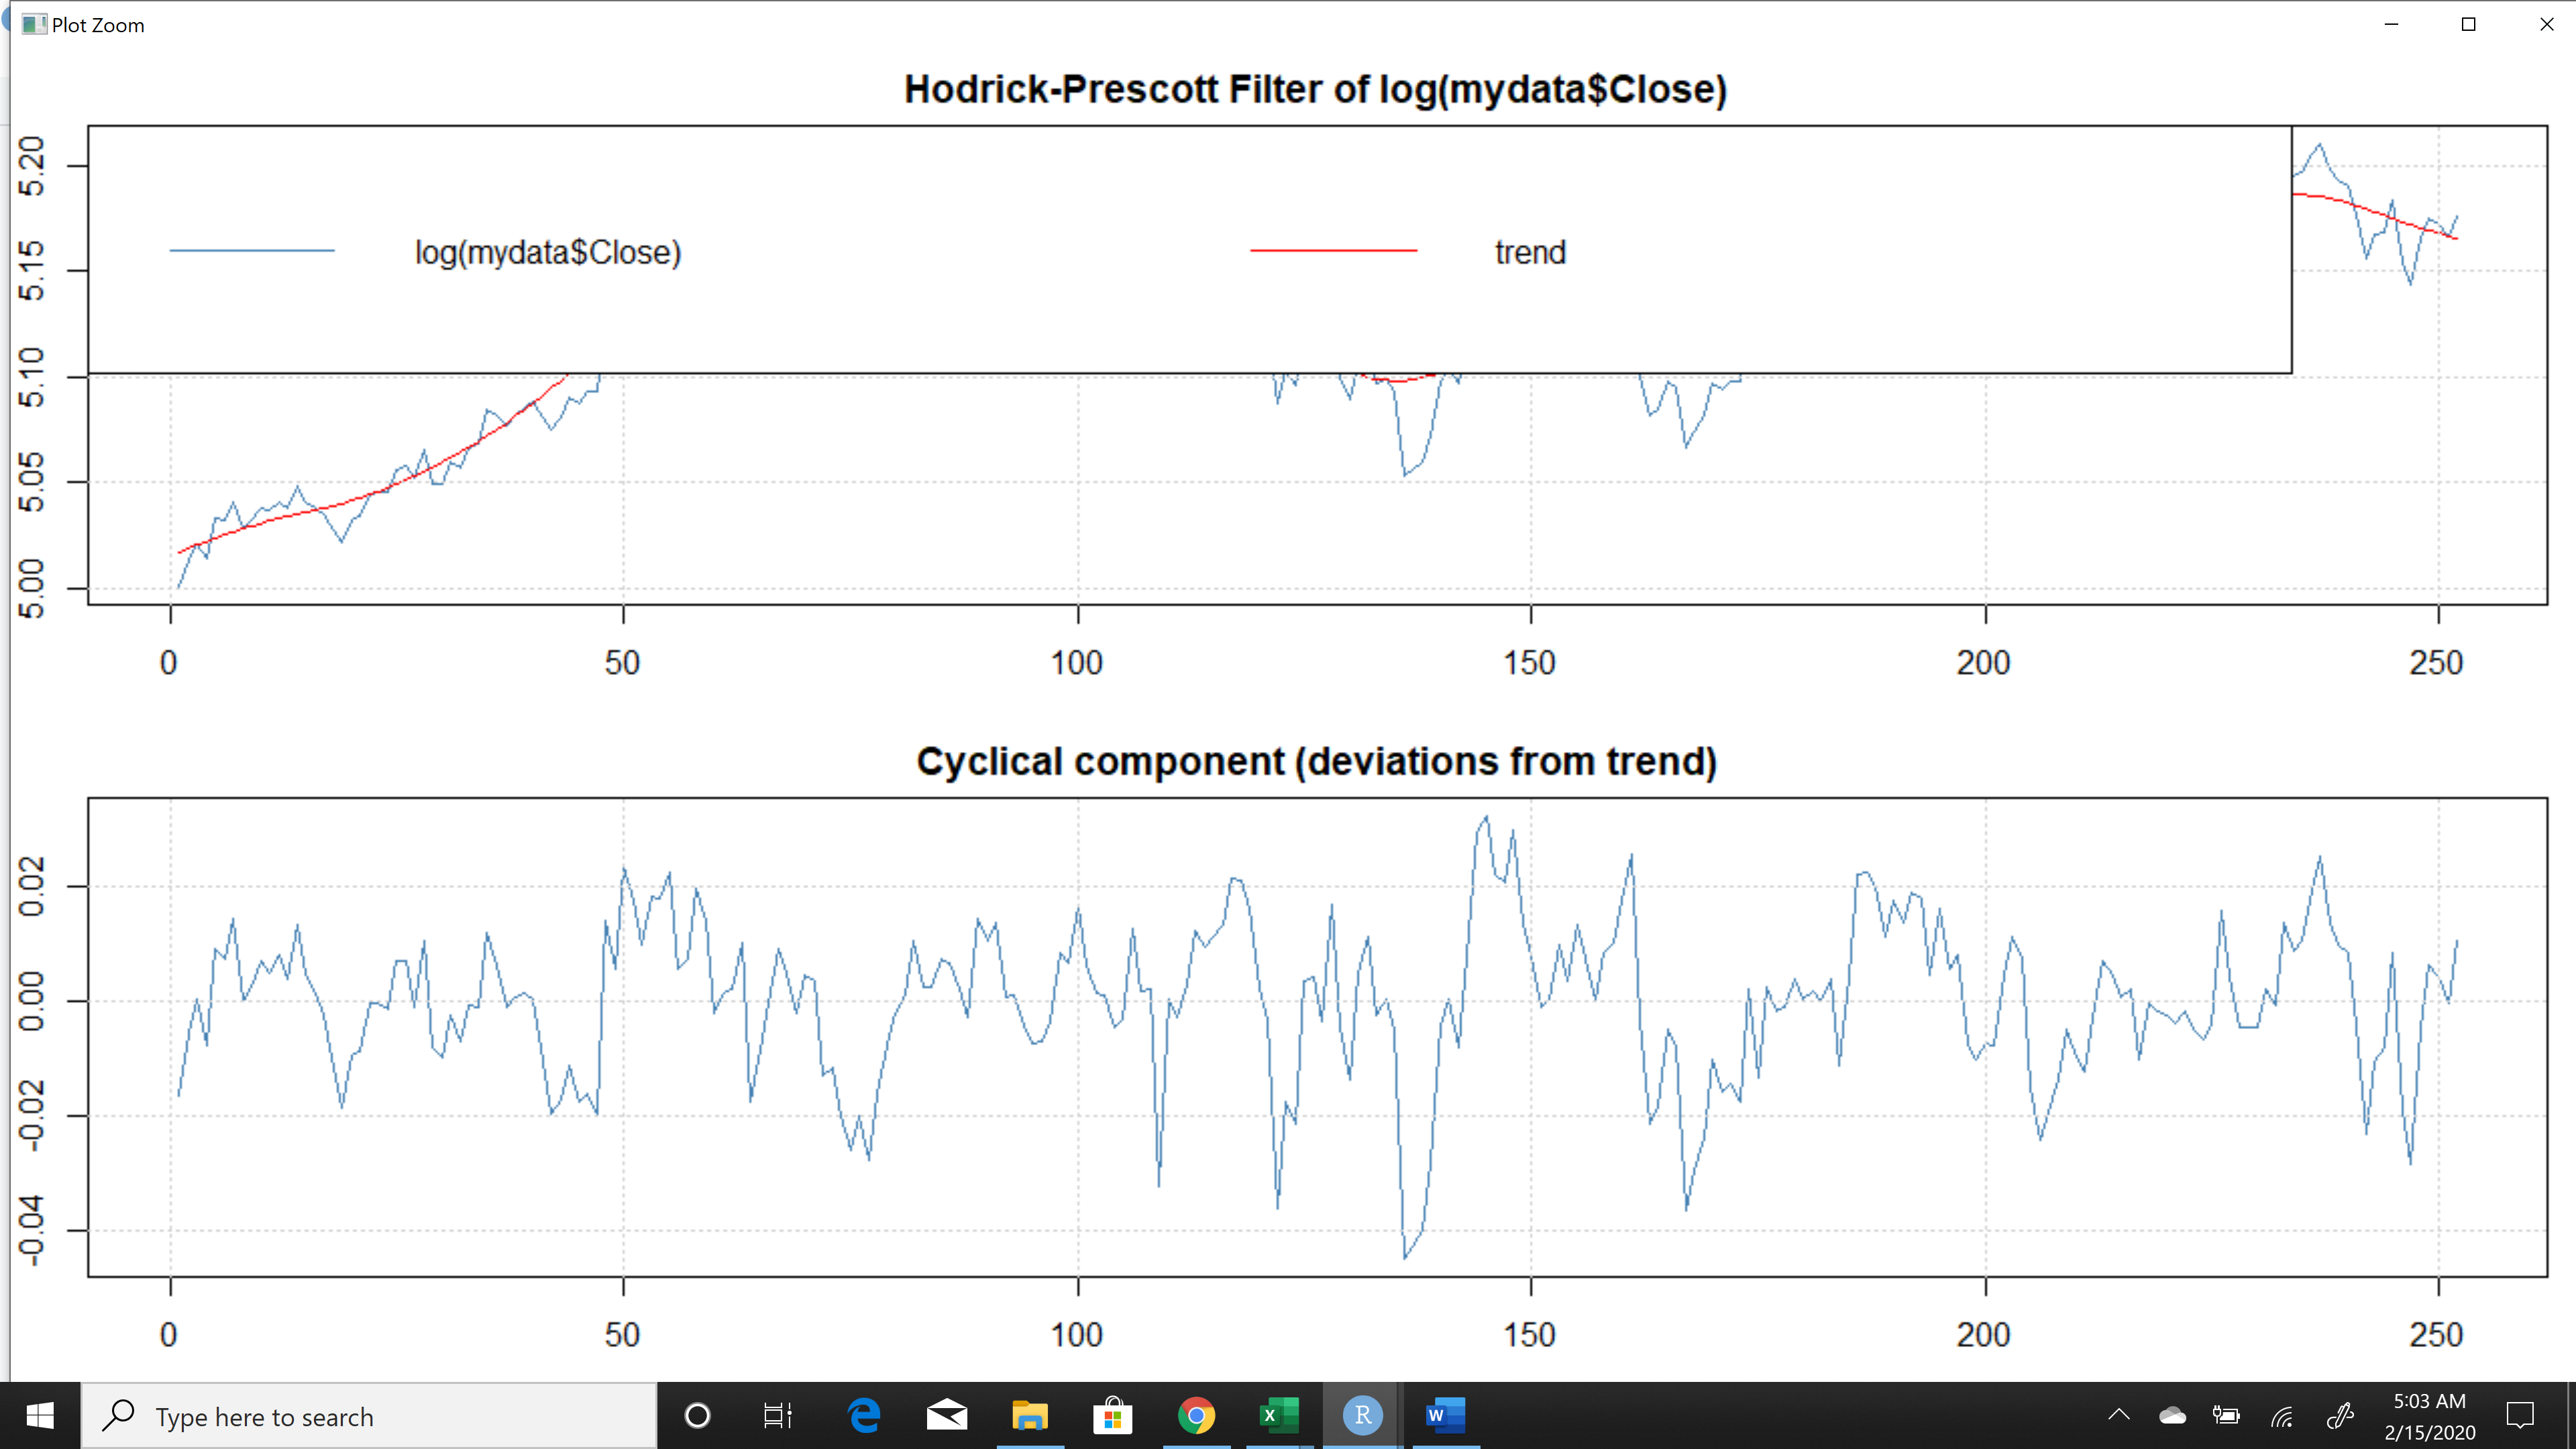 Plot Zoom
Hodrick-Prescott Filter of log(mydata$Close)
5.20
5.15
5.10
5.05
5.00
log(mydata$Close) trend
0 50 100 150 200 250
Cyclical component (deviations from trend)
0.02
0.00
-0.02
-0.04
0 50 100 150 200 250
Type here to search
X
R
W
5:03 AM
2/15/2020